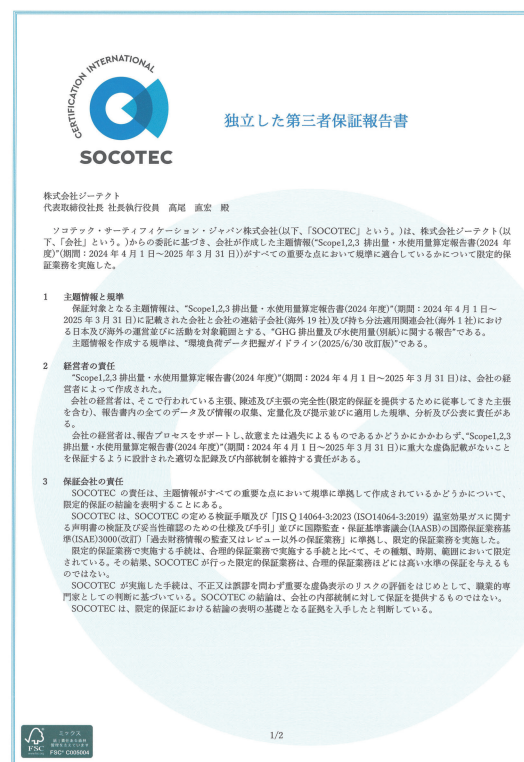 CERTIFICATION INTERNATIONAL
SOCOTEC
独立した第三者保証報告書
株式会社ジーテクト
代表取締役社長 社長執行役員 高尾 直宏 殿
ソコテック・サーティフィケーション・ジャパン株式会社(以下、「SOCOTEC」という。)は、株式会社ジーテクト(以
下、「会社」という。)からの委託に基づき、会社が作成した主題情報("Scope1,2,3 排出量・水使用量算定報告書(2024 年
度)"(期間:2024 年 4 月 1 日~2025 年 3 月 31 日))がすべての重要な点において規準に適合しているかについて限定的保
証業務を実施した。
1 主題情報と規準
保証対象となる主題情報は、"Scope1,2,3 排出量・水使用量算定報告書(2024 年度)"(期間:2024 年 4 月 1 日~
2025 年 3 月 31 日)に記載された会社と会社の連結子会社(海外 19 社)及び持ち分法適用関連会社(海外 1 社)におけ
る日本及び海外の運営並びに活動を対象範囲とする、"GHG 排出量及び水使用量(別紙)に関する報告"である。
主題情報を作成する規準は、"環境負荷データ把握ガイドライン(2025/6/30 改訂版)"である。
2 経営者の責任
"Scope1,2,3 排出量・水使用量算定報告書(2024 年度)"(期間:2024 年 4 月 1 日~2025 年 3 月 31 日)は、会社の経
営者によって作成された。
会社の経営者は、そこで行われている主張、陳述及び主張の完全性(限定的保証を提供するために従事してきた主張
を含む)、報告書内の全てのデータ及び情報の収集、定量化及び提示並びに適用した規準、分析及び公表に責任があ
る。
会社の経営者は、報告プロセスをサポートし、故意または過失によるものであるかどうかにかかわらず、"Scope1,2,3
排出量・水使用量算定報告書(2024 年度)"(期間:2024 年 4 月 1 日~2025 年 3 月 31 日)に重大な虚偽記載がないこと
を保証するように設計された適切な記録及び内部統制を維持する責任がある。
3 保証会社の責任
SOCOTEC の責任は、主題情報がすべての重要な点において規準に準拠して作成されているかどうかについて、
限定的保証の結論を表明することにある。
SOCOTEC は、SOCOTEC の定める検証手順及び「JIS Q 14064-3:2023 (ISO14064-3:2019) 温室効果ガスに関す
る声明書の検証及び妥当性確認のための仕様及び手引」並びに国際監査・保証基準審議会(IAASB)の国際保証業務基
準(ISAE)3000(改訂)「過去財務情報の監査又はレビュー以外の保証業務」に準拠し、限定的保証業務を実施した。
限定的保証業務で実施する手続は、合理的保証業務で実施する手続と比べて、その種類、時期、範囲において限定
されている。その結果、SOCOTEC が行った限定的保証業務は、合理的保証業務ほどには高い水準の保証を与えるも
のではない。
SOCOTEC が実施した手続は、不正又は誤謬を問わず重要な虚偽表示のリスクの評価をはじめとして、職業的専
門家としての判断に基づいている。SOCOTEC の結論は、会社の内部統制に対して保証を提供するものではない。
SOCOTEC は、限定的保証における結論の表明の基礎となる証拠を入手したと判断している。
1/2
FSC
ミックス
FSC® C005004